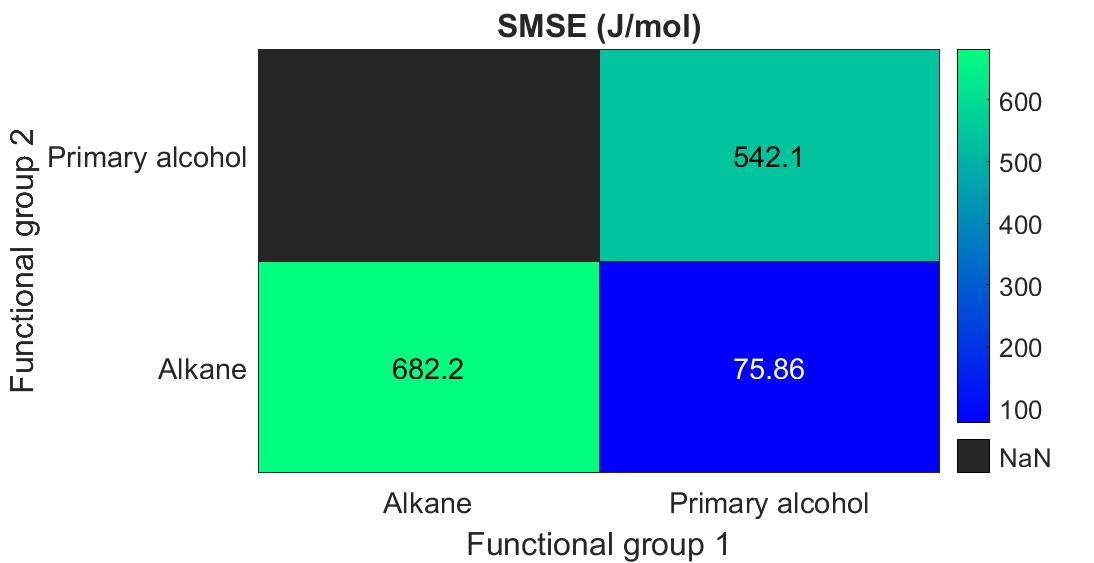 SMSE (J/mol)
Functional group 2
Primary alcohol
542.1
Alkane
682.2
75.86
600
500
400
300
200
100
NaN
Alkane
Primary alcohol
Functional group 1